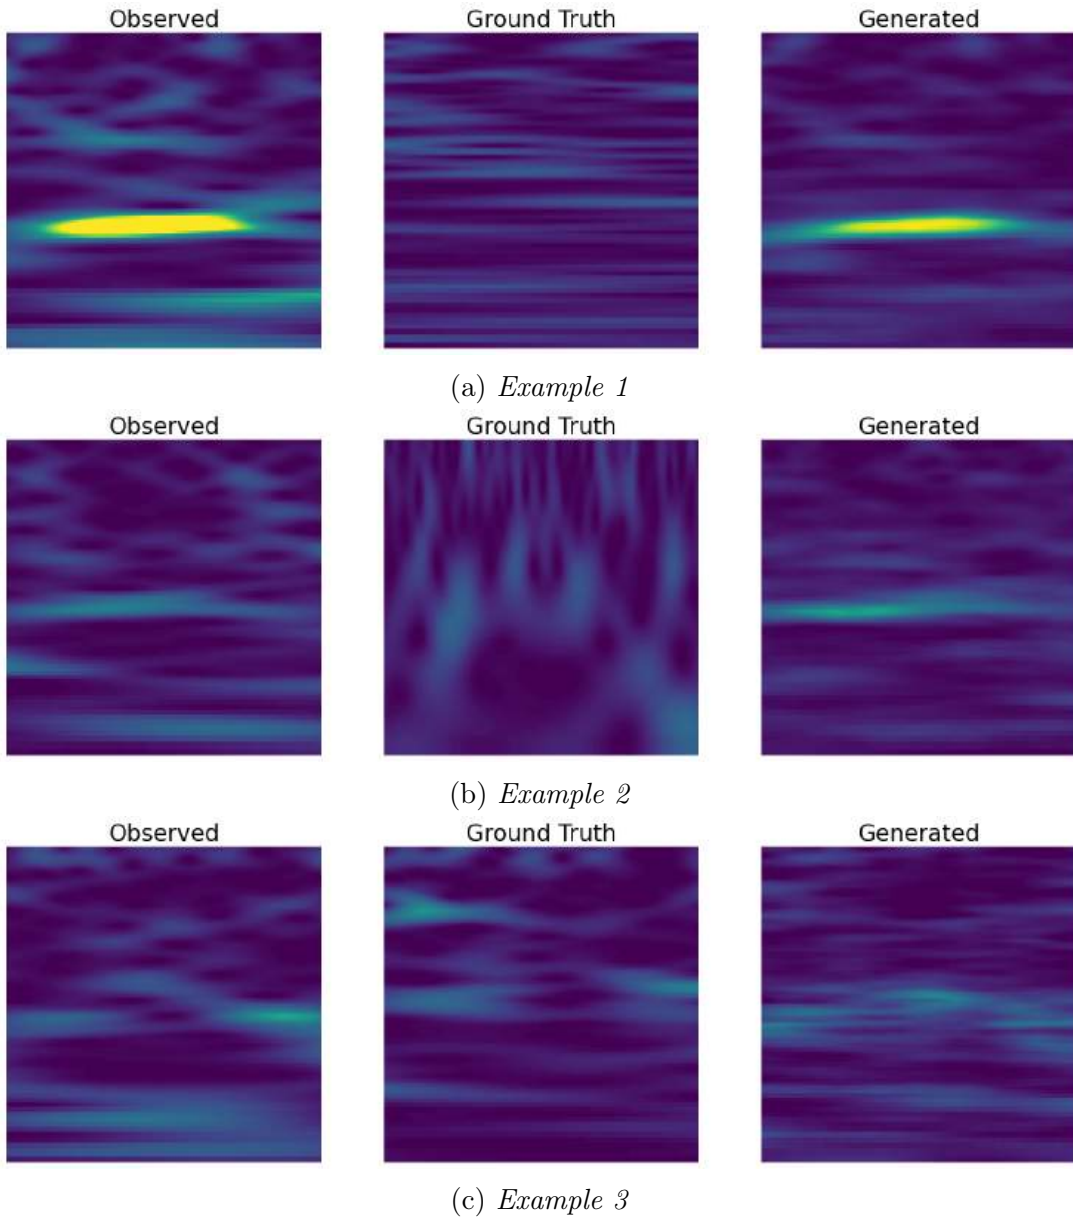 Observed Ground Truth Generated
(a) Example 1
Observed Ground Truth Generated
(b) Example 2
Observed Ground Truth Generated
(c) Example 3